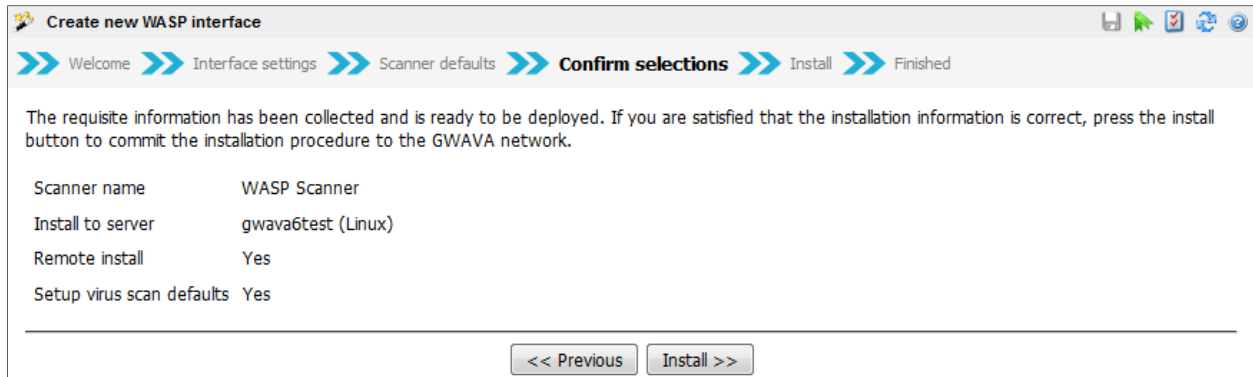 Create new WASP interface
Welcome Interface settings Scanner defaults Confirm selections Install Finished
The requisite information has been collected and is ready to be deployed. If you are satisfied that the installation information is correct, press the install
button to commit the installation procedure to the GWAVA network.
Scanner name WASP Scanner
Install to server gwava6test (Linux)
Remote install Yes
Setup virus scan defaults Yes
<< Previous Install >>